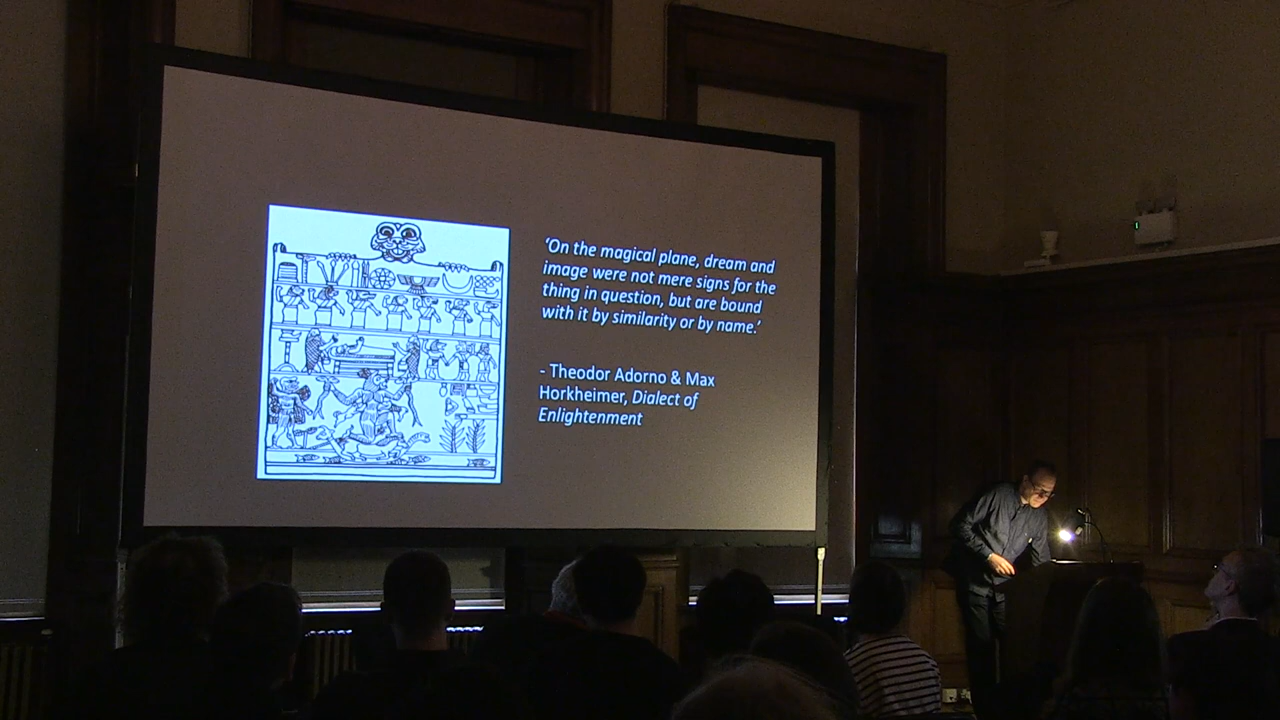 ‘On the magical plane, dream and
image were not mere signs for the
thing in question, but are bound
with it by similarity or by name.’
- Theodor Adorno & Max
Horkheimer, Dialect of
Enlightenment